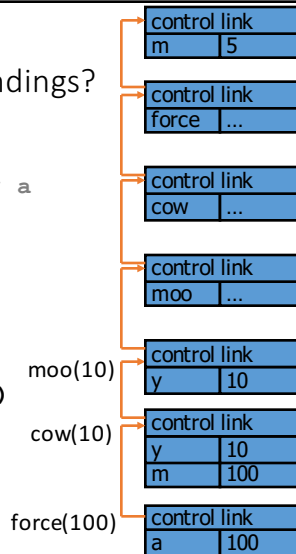 control link
m 5
ndings?
control link
force ...
a
control link
cow ...
control link
moo ...
control link
moo(10)
y 10
)
control link
cow(10)
y 10
m 100
force(100)
control link
a 100